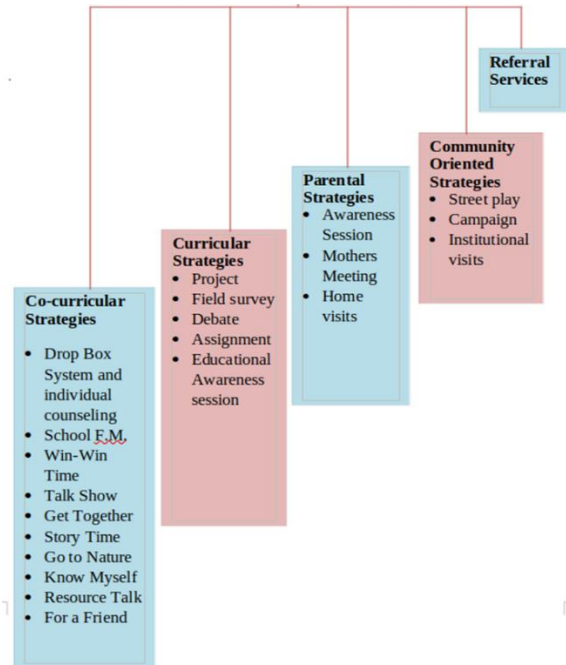 Co-curricular
Strategies
Drop Box
System and
individual
counseling
School F.M.
Win-Win
Time
Talk Show
Get Together
Story Time
Go to Nature
Know Myself
Resource Talk
For a Friend
Curricular
Strategies
Project
Field survey
Debate
Assignment
Educational
Awareness
session
Parental
Strategies
Awareness
Session
Mothers
Meeting
Home
visits
Community
Oriented
Strategies
Street play
Campaign
Institutional
visits
Referral
Services